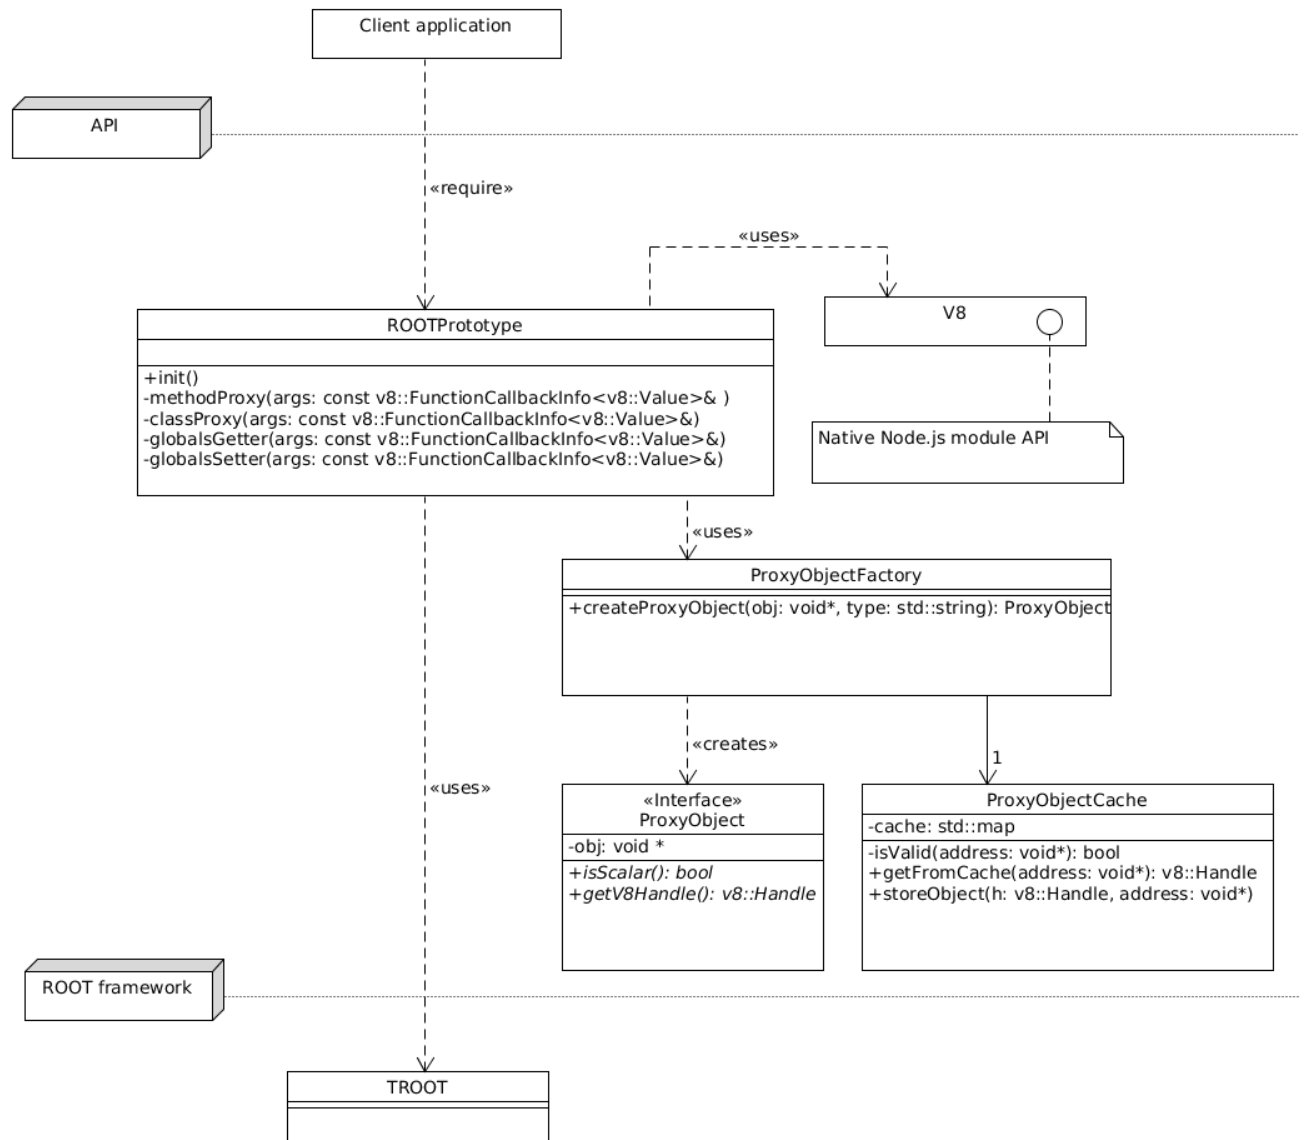 Client application
API
«require»
«uses»
ROOTPrototype
+init()
-methodProxy(args: const v8::FunctionCallbackInfo<v8::Value>& )
-classProxy(args: const v8::FunctionCallbackInfo<v8::Value>&)
-globalsGetter(args: const v8::FunctionCallbackInfo<v8::Value>&)
-globalsSetter(args: const v8::FunctionCallbackInfo<v8::Value>&)
V8
Native Node.js module API
«uses»
ProxyObjectFactory
+createProxyObject(obj: void*, type: std::string): ProxyObject
«creates»
1
«uses»
«Interface»
ProxyObject
-obj: void *
+isScalar(): bool
+getV8Handle(): v8::Handle
ProxyObjectCache
-cache: std::map
-isValid(address: void*): bool
+getFromCache(address: void*): v8::Handle
+storeObject(h: v8::Handle, address: void*)
ROOT framework
TROOT